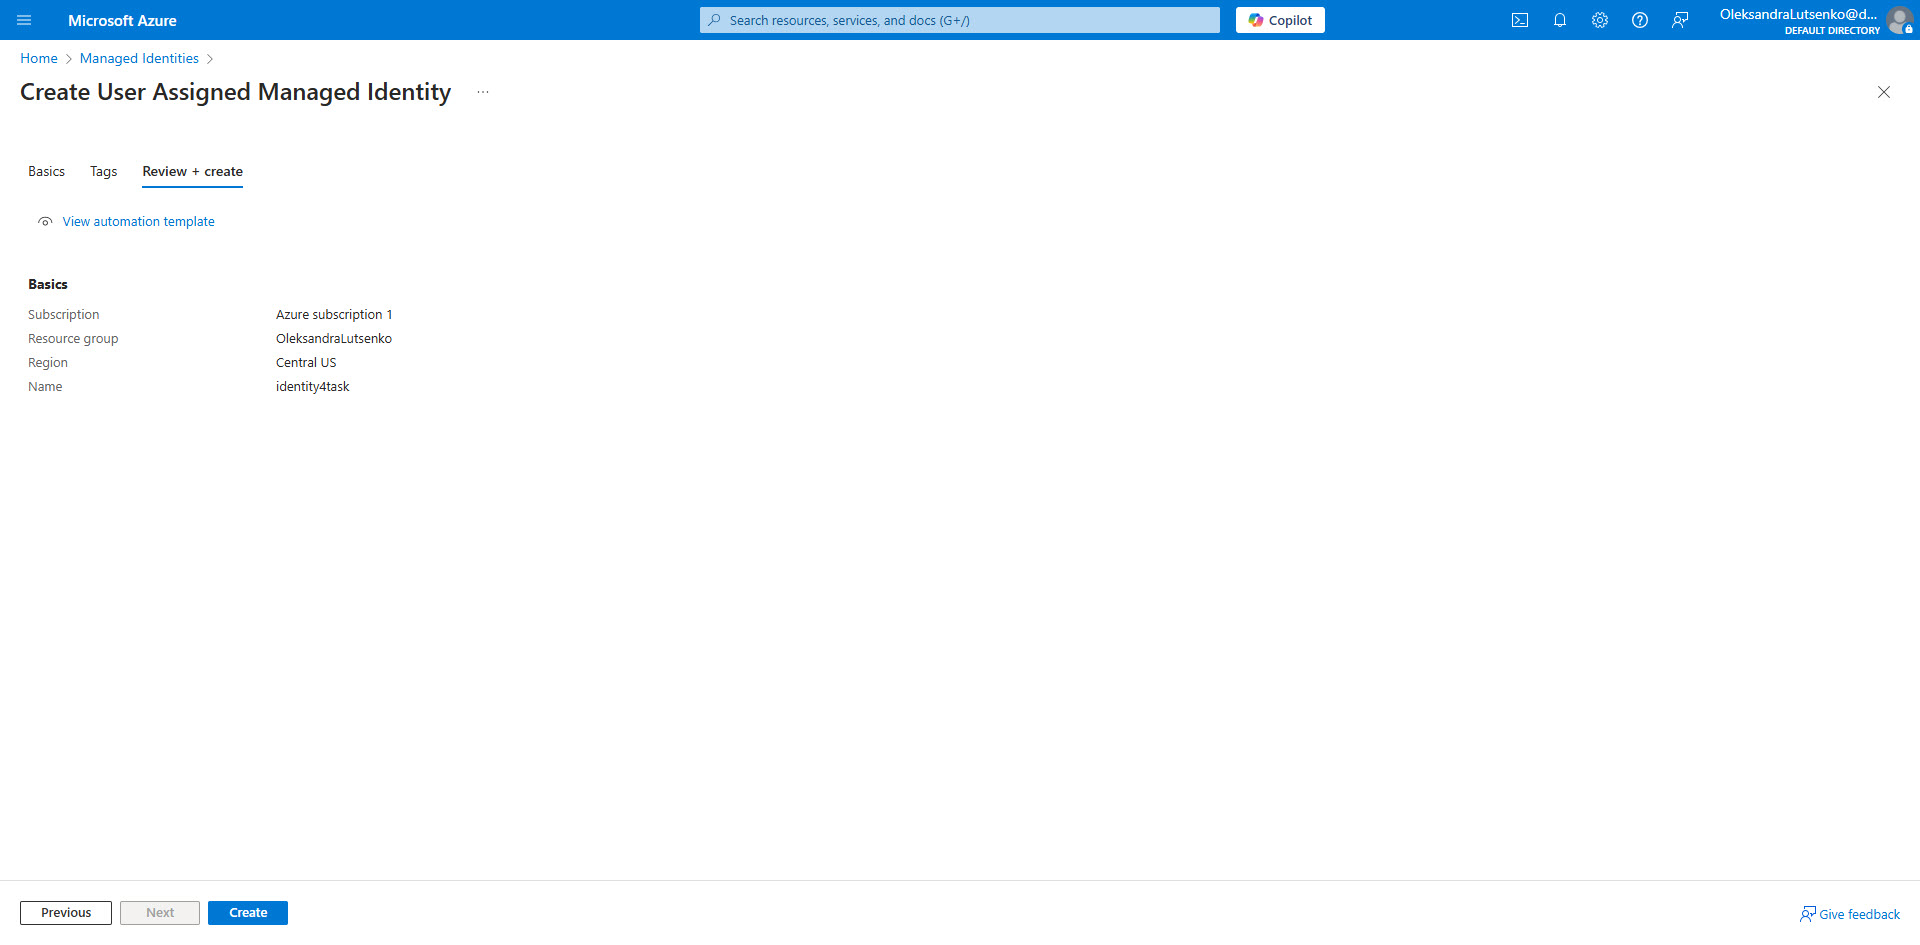 Microsoft Azure
Search resources, services, and docs (G+/)
Copilot
OleksandraLutsenko@d...
DEFAULT DIRECTORY
Home > Managed Identities >
Create User Assigned Managed Identity ...
Basics Tags Review + create
View automation template
Basics
Subscription Azure subscription 1
Resource group OleksandraLutsenko
Region Central US
Name identity4task
Previous Next Create
Give feedback